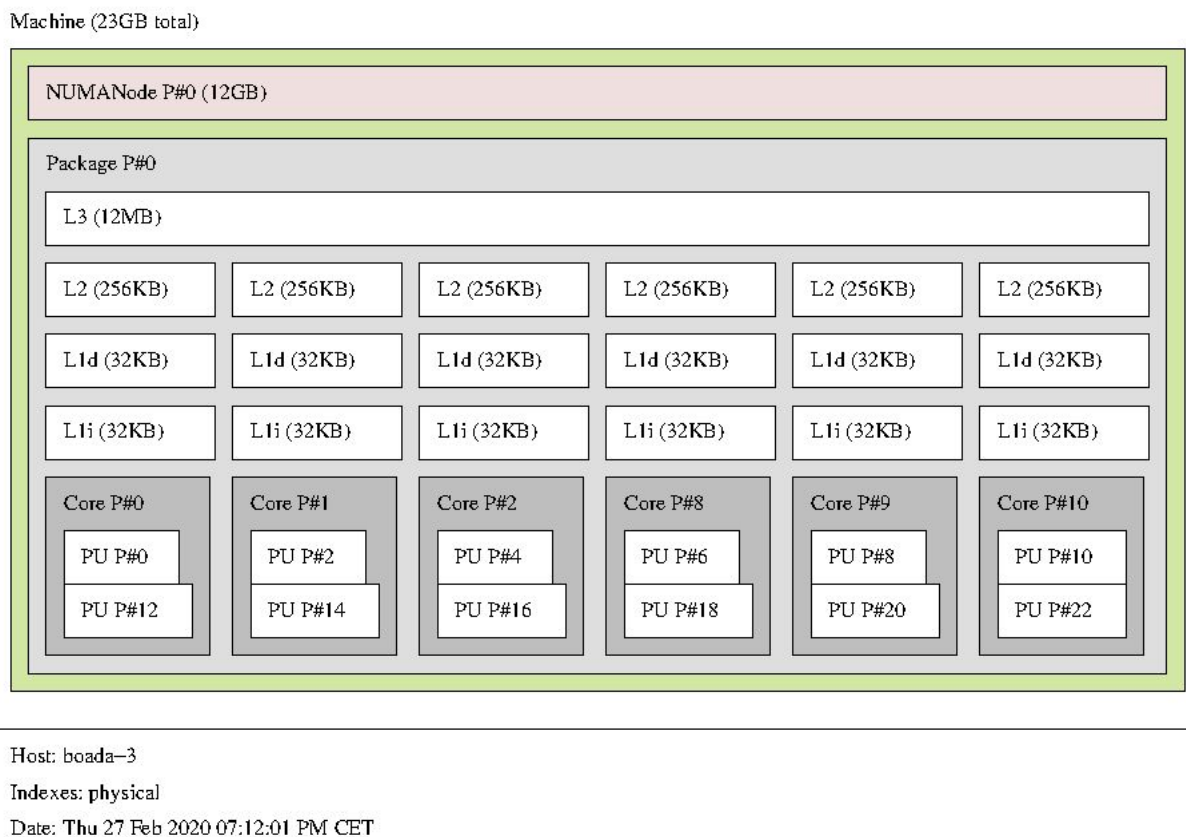 Machine (23GB total)
NUMANode P#0 (12GB)
Package P#0
L3 (12MB)
L2 (256KB) L2 (256KB) L2 (256KB) L2 (256KB) L2 (256KB) L2 (256KB)
L1d (32KB) L1d (32KB) L1d (32KB) L1d (32KB) L1d (32KB) L1d (32KB)
L1i (32KB) L1i (32KB) L1i (32KB) L1i (32KB) L1i (32KB) L1i (32KB)
Core P#0 Core P#1 Core P#2 Core P#8 Core P#9 Core P#10
PU P#0 PU P#2 PU P#4 PU P#6 PU P#8 PU P#10
PU P#12 PU P#14 PU P#16 PU P#18 PU P#20 PU P#22
Host: boada–3
Indexes: physical
Date: Thu 27 Feb 2020 07:12:01 PM CET